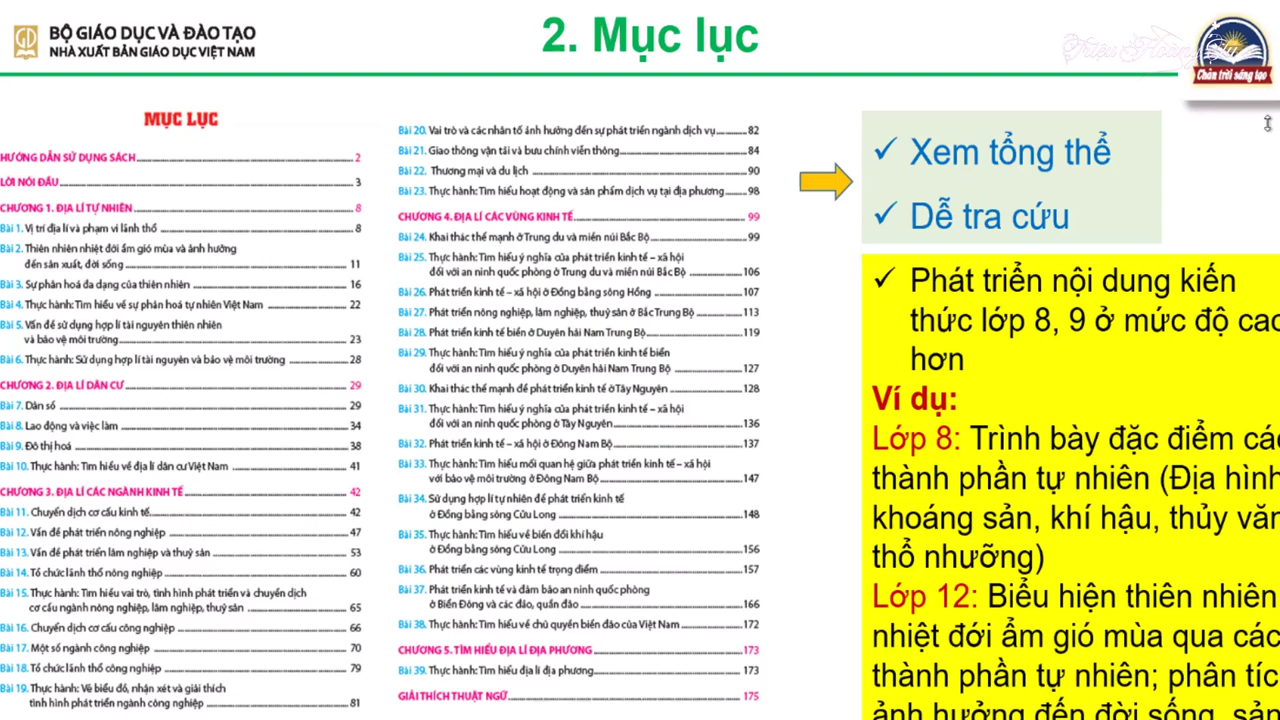 BỘ GIÁO DỤC VÀ ĐÀO TẠO
NHÀ XUẤT BẢN GIÁO DỤC VIỆT NAM
2. Mục lục
Chân trời sáng tạo
MỤC LỤC
HƯỚNG DẪN SỬ DỤNG SÁCH 2
LỜI NÓI ĐẦU 3
CHƯƠNG 1. ĐỊA LÍ TỰ NHIÊN 8
Bài 1. Vị trí địa lí và phạm vi lãnh thổ 8
Bài 2. Thiên nhiên nhiệt đới ẩm gió mùa và ảnh hưởng
đến sản xuất, đời sống 11
Bài 3. Sự phân hoá đa dạng của thiên nhiên 16
Bài 4. Thực hành: Tìm hiểu về sự phân hoá tự nhiên Việt Nam 22
Bài 5. Vấn đề sử dụng hợp lí tài nguyên thiên nhiên
và bảo vệ môi trường 23
Bài 6. Thực hành: Sử dụng hợp lí tài nguyên và bảo vệ môi trường 28
CHƯƠNG 2. ĐỊA LÍ DÂN CƯ 29
Bài 7. Dân số 29
Bài 8. Lao động và việc làm 34
Bài 9. Đô thị hoá 38
Bài 10. Thực hành: Tìm hiểu về địa lí dân cư Việt Nam 41
CHƯƠNG 3. ĐỊA LÍ CÁC NGÀNH KINH TẾ 42
Bài 11. Chuyển dịch cơ cấu kinh tế 42
Bài 12. Vấn đề phát triển nông nghiệp 47
Bài 13. Vấn đề phát triển lâm nghiệp và thuỷ sản 53
Bài 14. Tổ chức lãnh thổ nông nghiệp 60
Bài 15. Thực hành: Tìm hiểu vai trò, tình hình phát triển và chuyển dịch
cơ cấu ngành nông nghiệp, lâm nghiệp, thuỷ sản 65
Bài 16. Chuyển dịch cơ cấu công nghiệp 66
Bài 17. Một số ngành công nghiệp 70
Bài 18. Tổ chức lãnh thổ công nghiệp 79
Bài 19. Thực hành: Vẽ biểu đồ, nhận xét và giải thích
tình hình phát triển ngành công nghiệp 81
Bài 20. Vai trò và các nhân tố ảnh hưởng đến sự phát triển ngành dịch vụ 82
Bài 21. Giao thông vận tải và bưu chính viễn thông 84
Bài 22. Thương mại và du lịch 90
Bài 23. Thực hành: Tìm hiểu hoạt động và sản phẩm dịch vụ tại địa phương 98
CHƯƠNG 4. ĐỊA LÍ CÁC VÙNG KINH TẾ 99
Bài 24. Khai thác thế mạnh ở Trung du và miền núi Bắc Bộ 99
Bài 25. Thực hành: Tìm hiểu ý nghĩa của phát triển kinh tế – xã hội
đối với an ninh quốc phòng ở Trung du và miền núi Bắc Bộ 106
Bài 26. Phát triển kinh tế – xã hội ở Đồng bằng sông Hồng 107
Bài 27. Phát triển nông nghiệp, lâm nghiệp, thuỷ sản ở Bắc Trung Bộ 113
Bài 28. Phát triển kinh tế biển ở Duyên hải Nam Trung Bộ 119
Bài 29. Thực hành: Tìm hiểu ý nghĩa của phát triển kinh tế biển
đối với an ninh quốc phòng ở Duyên hải Nam Trung Bộ 127
Bài 30. Khai thác thế mạnh để phát triển kinh tế ở Tây Nguyên 128
Bài 31. Thực hành: Tìm hiểu ý nghĩa của phát triển kinh tế – xã hội
đối với an ninh quốc phòng ở Tây Nguyên 136
Bài 32. Phát triển kinh tế – xã hội ở Đông Nam Bộ 137
Bài 33. Thực hành: Tìm hiểu mối quan hệ giữa phát triển kinh tế – xã hội
với bảo vệ môi trường ở Đông Nam Bộ 147
Bài 34. Sử dụng hợp lí tự nhiên để phát triển kinh tế
ở Đồng bằng sông Cửu Long 148
Bài 35. Thực hành: Tìm hiểu về biến đổi khí hậu
ở Đồng bằng sông Cửu Long 156
Bài 36. Phát triển các vùng kinh tế trọng điểm 157
Bài 37. Phát triển kinh tế và đảm bảo an ninh quốc phòng
ở Biển Đông và các đảo, quần đảo 166
Bài 38. Thực hành: Tìm hiểu về chủ quyền biển đảo của Việt Nam 172
CHƯƠNG 5. TÌM HIỂU ĐỊA LÍ ĐỊA PHƯƠNG 173
Bài 39. Thực hành: Tìm hiểu địa lí địa phương 173
GIẢI THÍCH THUẬT NGỮ 175
✓ Xem tổng thể
✓ Dễ tra cứu
✓ Phát triển nội dung kiến
thức lớp 8, 9 ở mức độ cao
hơn
Ví dụ:
Lớp 8: Trình bày đặc điểm các
thành phần tự nhiên (Địa hình
khoáng sản, khí hậu, thủy văn
thổ nhưỡng)
Lớp 12: Biểu hiện thiên nhiên
nhiệt đới ẩm gió mùa qua các
thành phần tự nhiên; phân tíc
ảnh hưởng đến đời sống, sản